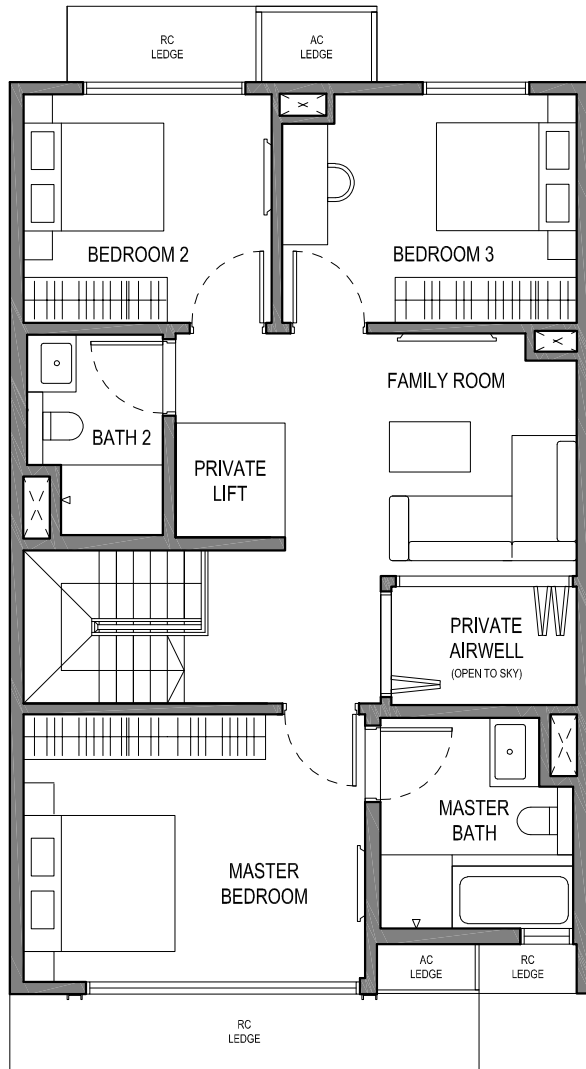 RC
LEDGE
AC
LEDGE
BEDROOM 2
BEDROOM 3
FAMILY ROOM
BATH 2
PRIVATE
LIFT
PRIVATE
AIRWELL
(OPEN TO SKY)
MASTER
BATH
MASTER
BEDROOM
AC
LEDGE
RC
LEDGE
RC
LEDGE